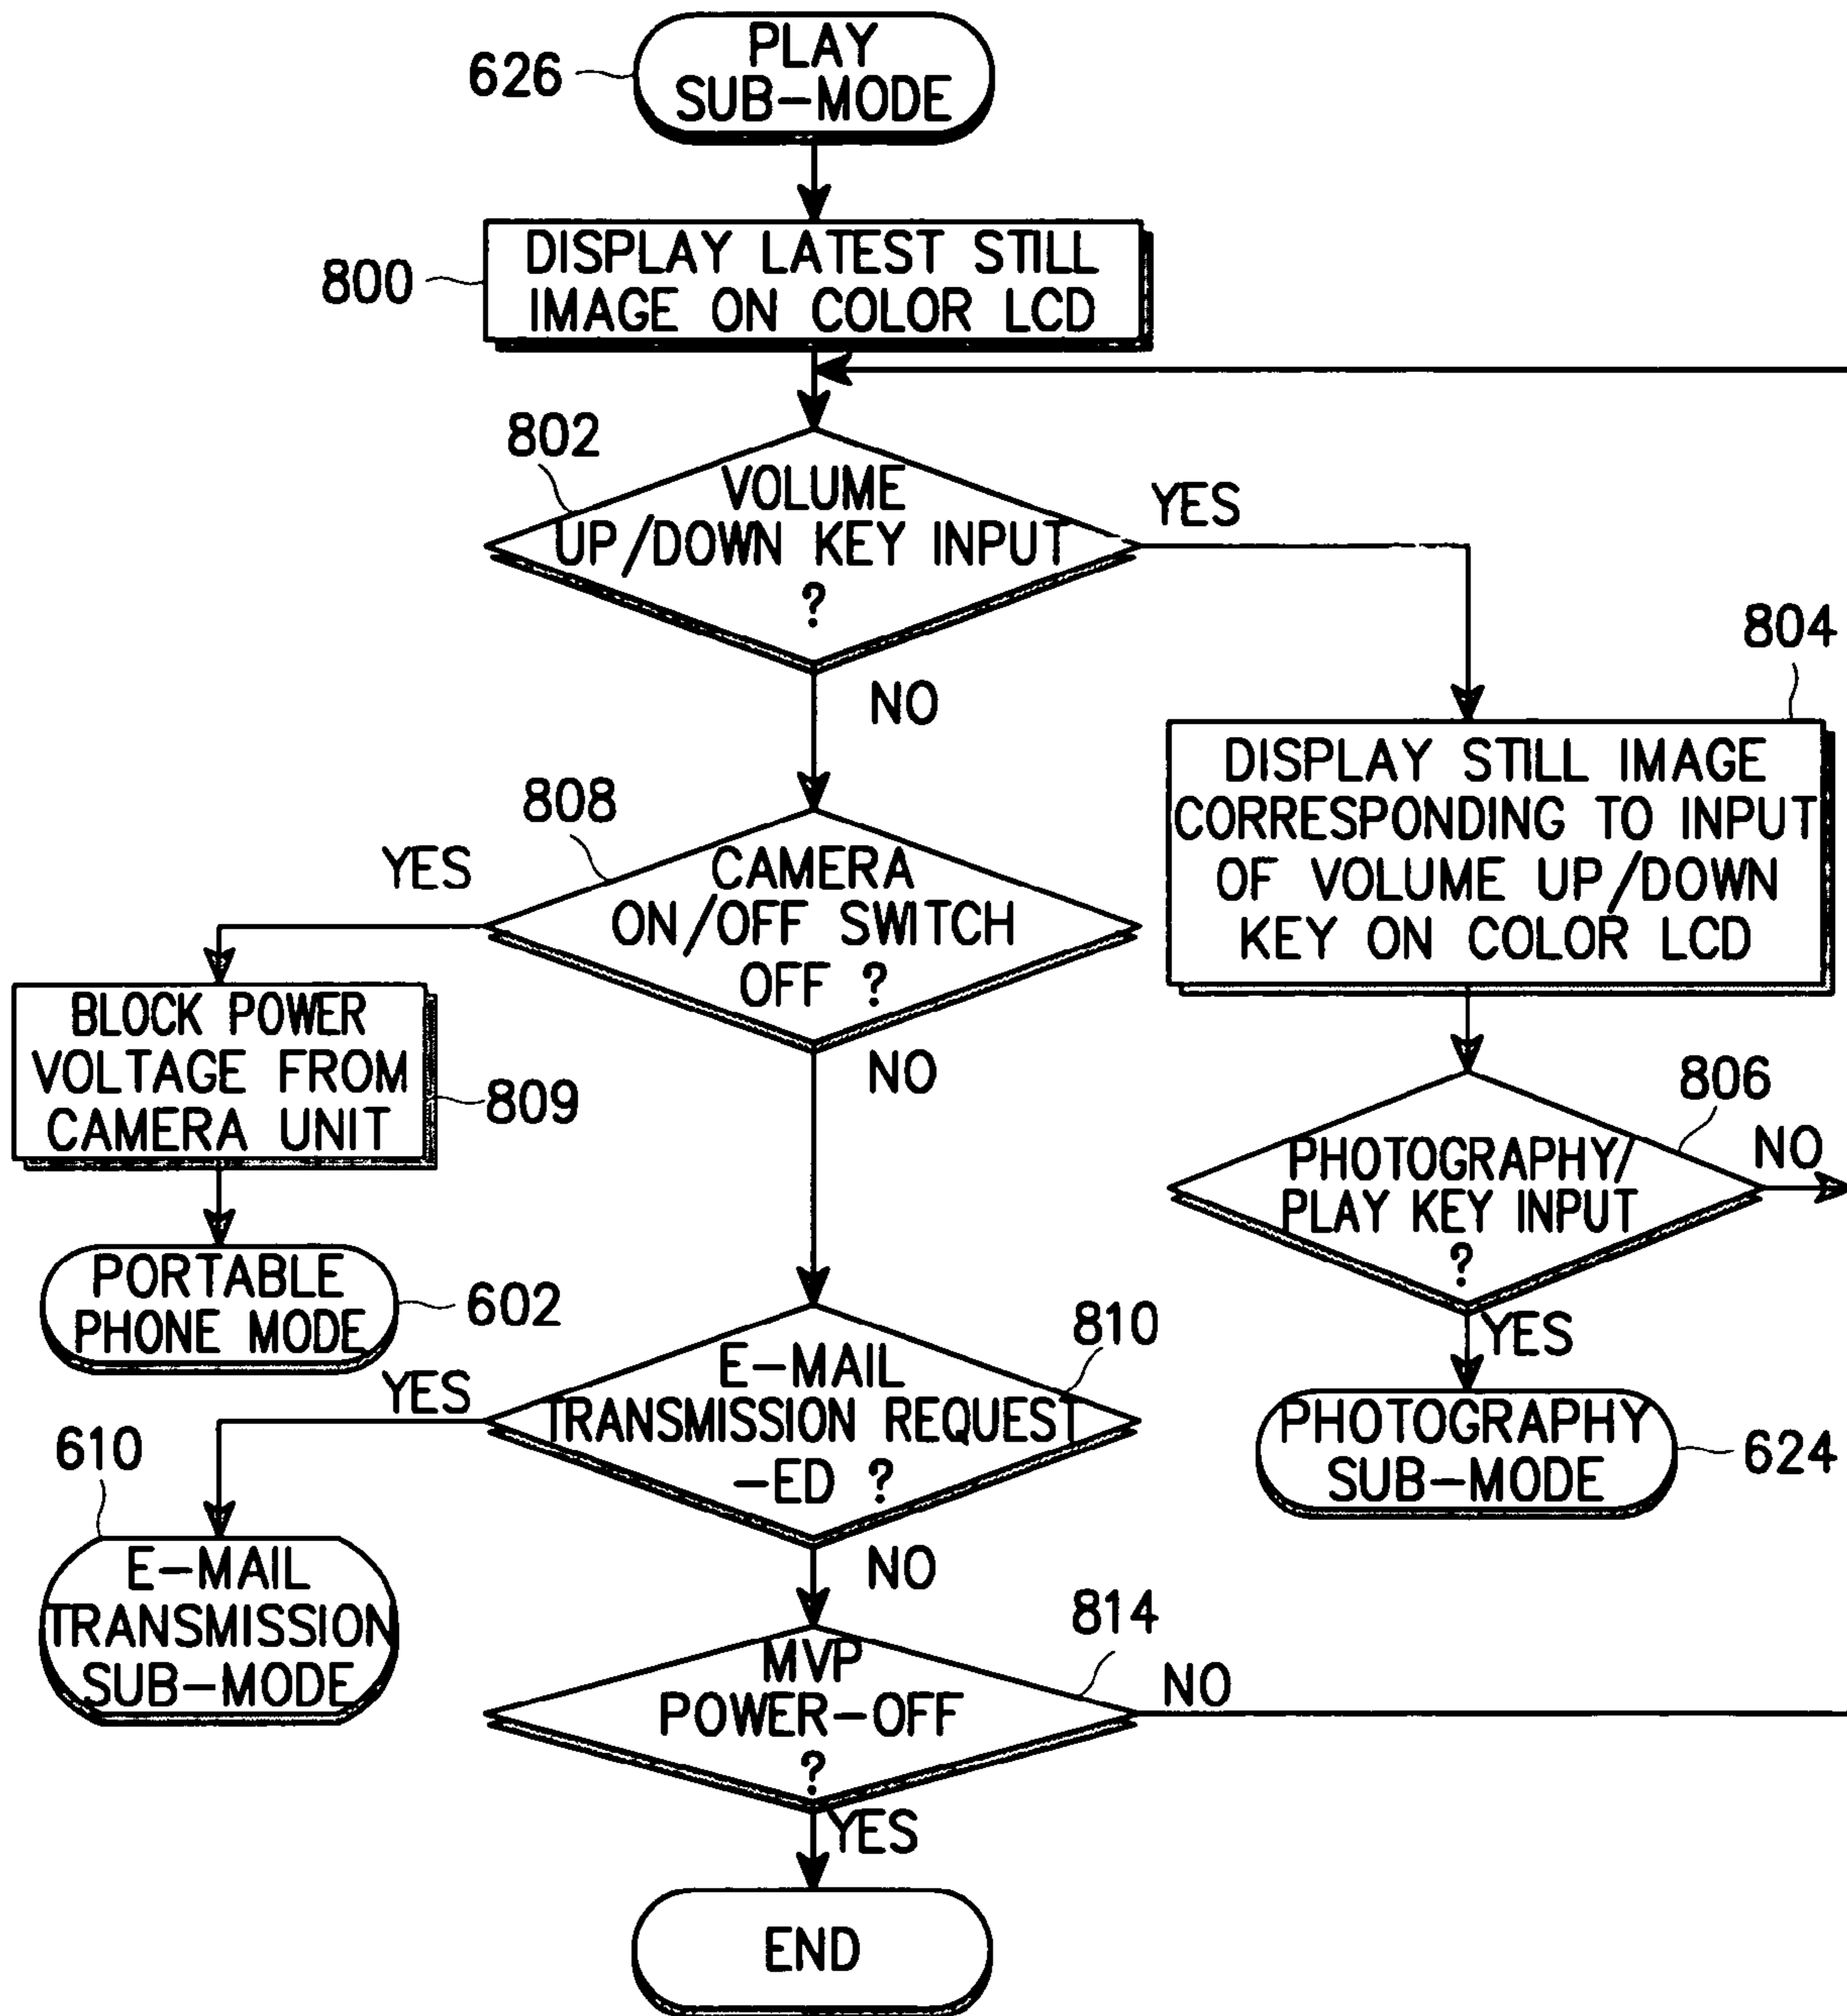 PLAY
SUB-MODE
626
DISPLAY LATEST STILL
IMAGE ON COLOR LCD
800
802
VOLUME
UP/DOWN KEY INPUT
?
YES
NO
804
DISPLAY STILL IMAGE
CORRESPONDING TO INPUT
OF VOLUME UP/DOWN
KEY ON COLOR LCD
808
CAMERA
ON/OFF SWITCH
OFF ?
YES
NO
BLOCK POWER
VOLTAGE FROM
CAMERA UNIT
809
806
PHOTOGRAPHY/
PLAY KEY INPUT
?
NO
YES
PORTABLE
PHONE MODE
602
810
E-MAIL
TRANSMISSION REQUEST
-ED ?
YES
NO
PHOTOGRAPHY
SUB-MODE
624
610
E-MAIL
TRANSMISSION
SUB-MODE
814
MVP
POWER-OFF
?
NO
YES
END